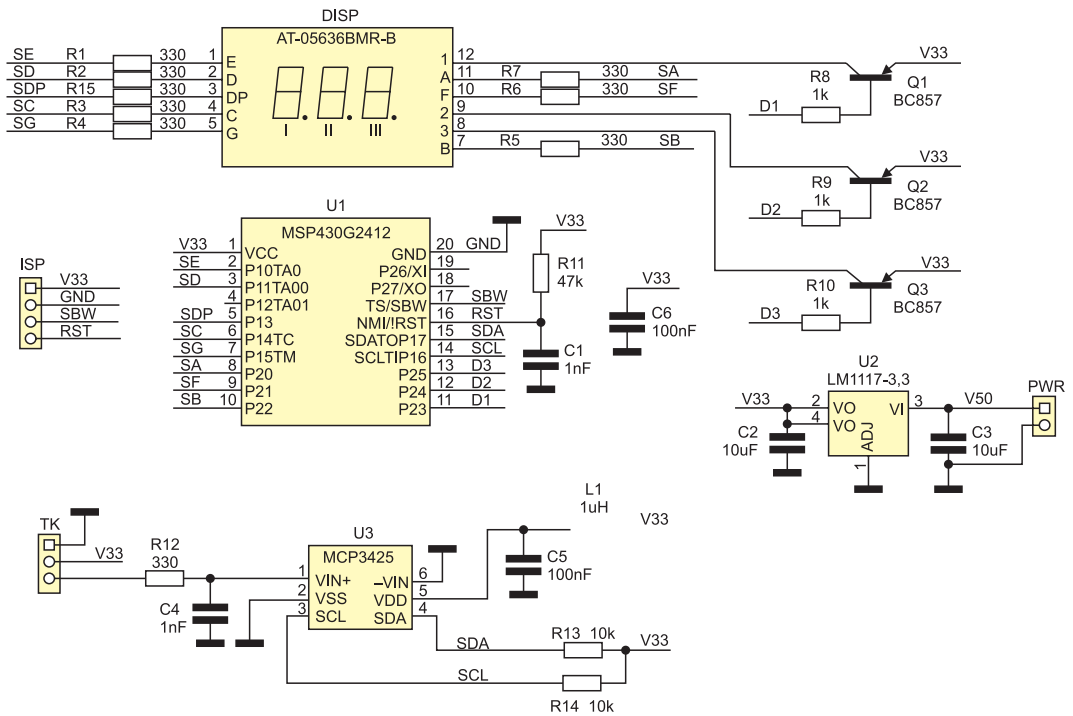 DISP
AT-05636BMR-B
SE R1 330 1 E
SD R2 330 2 D
SDP R15 330 3 DP
SC R3 330 4 C
SG R4 330 5 G
I II III
1 12
A 11 R7 330 SA
F 10 R6 330 SF
2 9
3 8
B 7 R5 330 SB
V33
R8
1k
D1
Q1
BC857
V33
R9
1k
D2
Q2
BC857
V33
R10
1k
D3
Q3
BC857
ISP
V33
GND
SBW
RST
U1
MSP430G2412
V33 1 VCC
SE 2 P10TA0
SD 3 P11TA00
4 P12TA01
SDP 5 P13
SC 6 P14TC
SG 7 P15TM
SA 8 P20
SF 9 P21
SB 10 P22
GND 20 GND
P26/XI 19
P27/XO 18
TS/SBW 17 SBW
NMI/!RST 16 RST
SDATOP17 15 SDA
SCLTIP16 14 SCL
P25 13 D3
P24 12 D2
P23 11 D1
V33
R11
47k
C1
1nF
V33
C6
100nF
U2
LM1117-3,3
V33 2 VO
4 VO
VI 3 V50
ADJ
1
C2
10uF
C3
10uF
PWR
TK
V33
R12
330
C4
1nF
U3
MCP3425
1 VIN+
2 VSS
3 SCL
–VIN 6
VDD 5
SDA 4
L1
1uH
V33
C5
100nF
SDA R13 10k V33
SCL
R14 10k